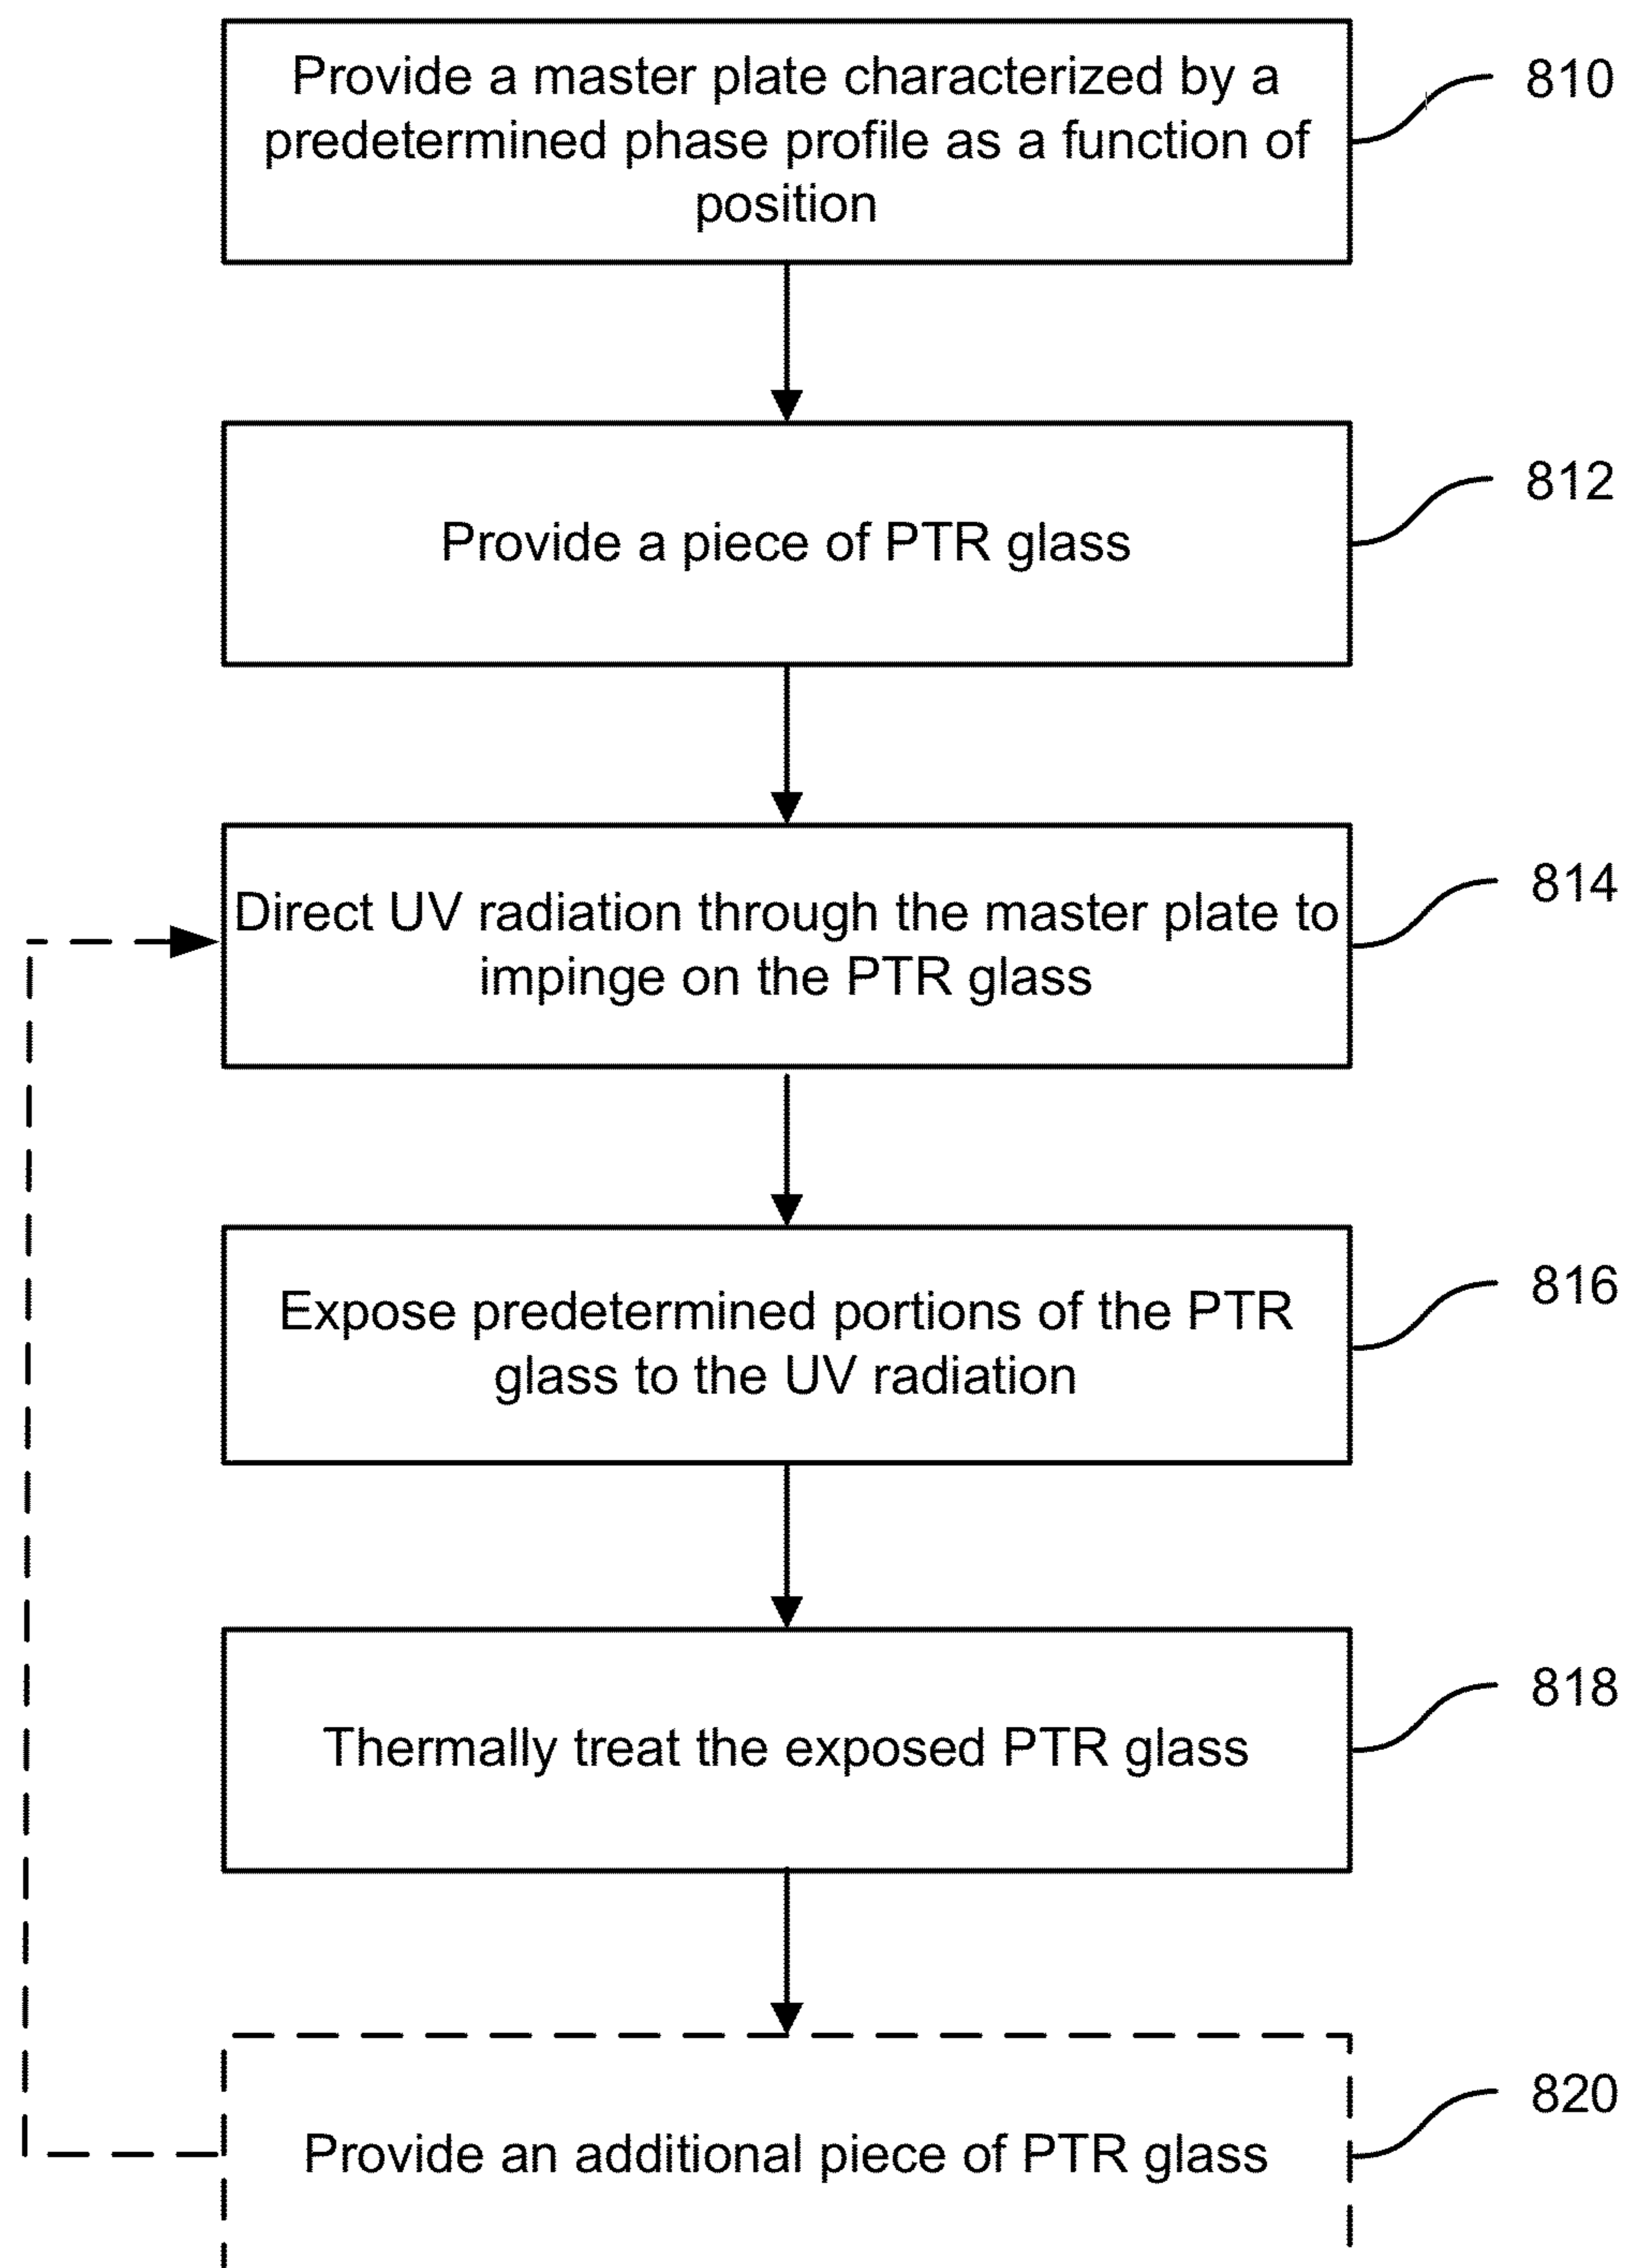 Provide a master plate characterized by a
predetermined phase profile as a function of
position
810
Provide a piece of PTR glass
812
Direct UV radiation through the master plate to
impinge on the PTR glass
814
Expose predetermined portions of the PTR
glass to the UV radiation
816
Thermally treat the exposed PTR glass
818
Provide an additional piece of PTR glass
820